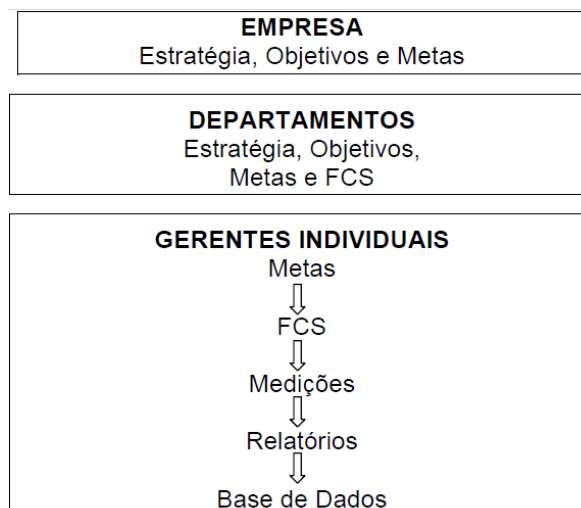 EMPRESA
Estratégia, Objetivos e Metas
DEPARTAMENTOS
Estratégia, Objetivos,
Metas e FCS
GERENTES INDIVIDUAIS
Metas
FCS
Medições
Relatórios
Base de Dados